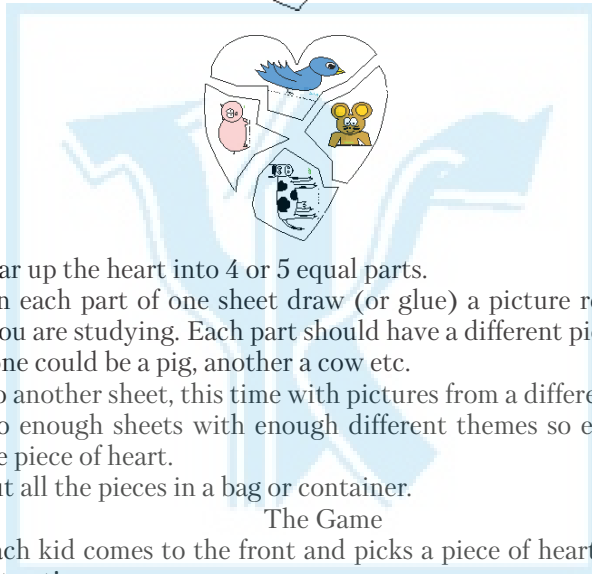 ar up the heart into 4 or 5 equal parts.
n each part of one sheet draw (or glue) a picture r
ou are studying. Each part should have a different pi
one could be a pig, another a cow etc.
o another sheet, this time with pictures from a differe
o enough sheets with enough different themes so e
e piece of heart.
ut all the pieces in a bag or container.
The Game
ach kid comes to the front and picks a piece of heart